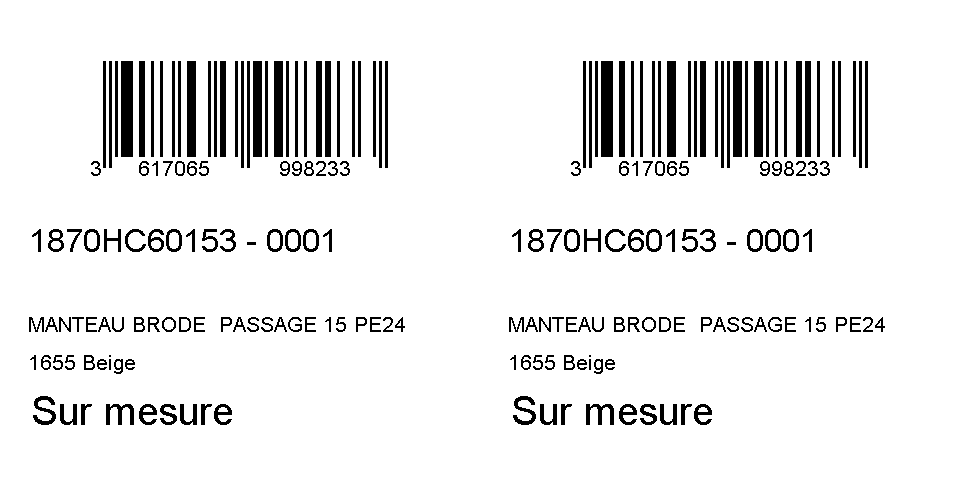 3 617065 998233
1870HC60153 - 0001
MANTEAU BRODE  PASSAGE 15 PE24
1655 Beige
Sur mesure
3 617065 998233
1870HC60153 - 0001
MANTEAU BRODE  PASSAGE 15 PE24
1655 Beige
Sur mesure